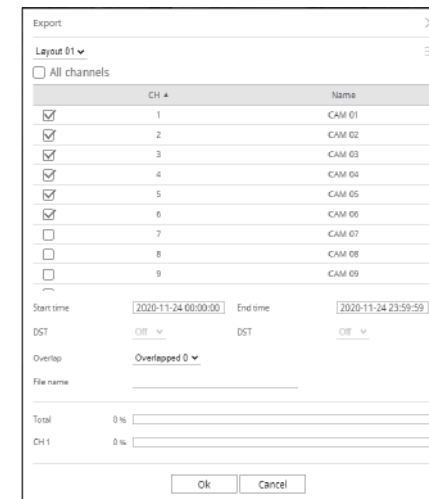 Export
Layout 01
All channels
CH Name
1 CAM 01
2 CAM 02
3 CAM 03
4 CAM 04
5 CAM 05
6 CAM 06
7 CAM 07
8 CAM 08
9 CAM 09
Start time 2020-11-24 00:00:00 End time 2020-11-24 23:59:59
DST Off DST Off
Overlap Overlapped 0
File name
Total 0 %
CH 1 0 %
Ok Cancel